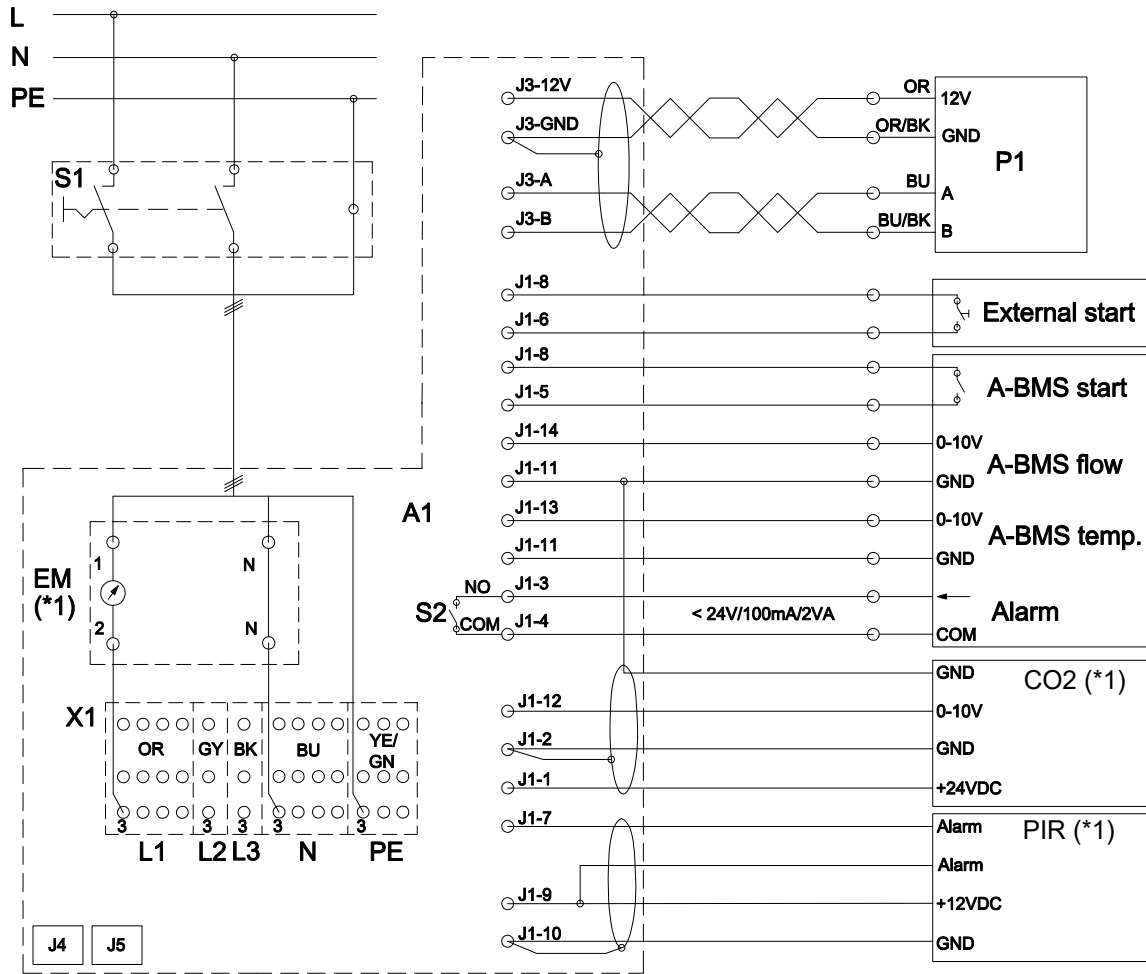 L
N
PE
S1
J3-12V
J3-GND
J3-A
J3-B
OR
OR/BK
BU
BU/BK
12V
GND
A
B
P1
J1-8
J1-6
External start
J1-8
J1-5
A-BMS start
J1-14
0-10V
J1-11
GND
A-BMS flow
J1-13
0-10V
J1-11
GND
A-BMS temp.
A1
S2
NO
COM
J1-3
J1-4
< 24V/100mA/2VA
Alarm
COM
EM
(*1)
1
2
N
N
GND
CO2 (*1)
J1-12
0-10V
J1-2
GND
J1-1
+24VDC
X1
OR
GY
BK
BU
YE/
GN
3
3
3
3
3
L1
L2
L3
N
PE
J1-7
Alarm
PIR (*1)
Alarm
J1-9
+12VDC
J1-10
GND
J4
J5